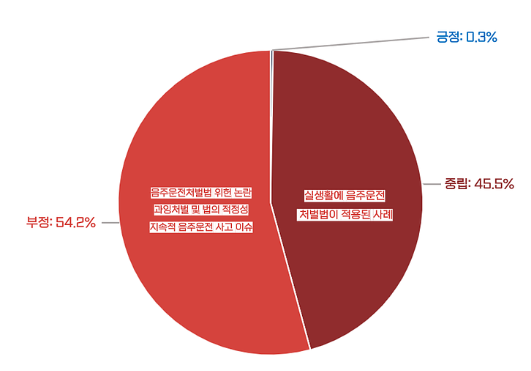 긍정: 0.3%
중립: 45.5%
부정: 54.2%
음주운전처벌법 위헌 논란
과잉처벌 및 법의 적정성
지속적 음주운전 사고 이슈
실생활에 음주운전
처벌법이 적용된 사례